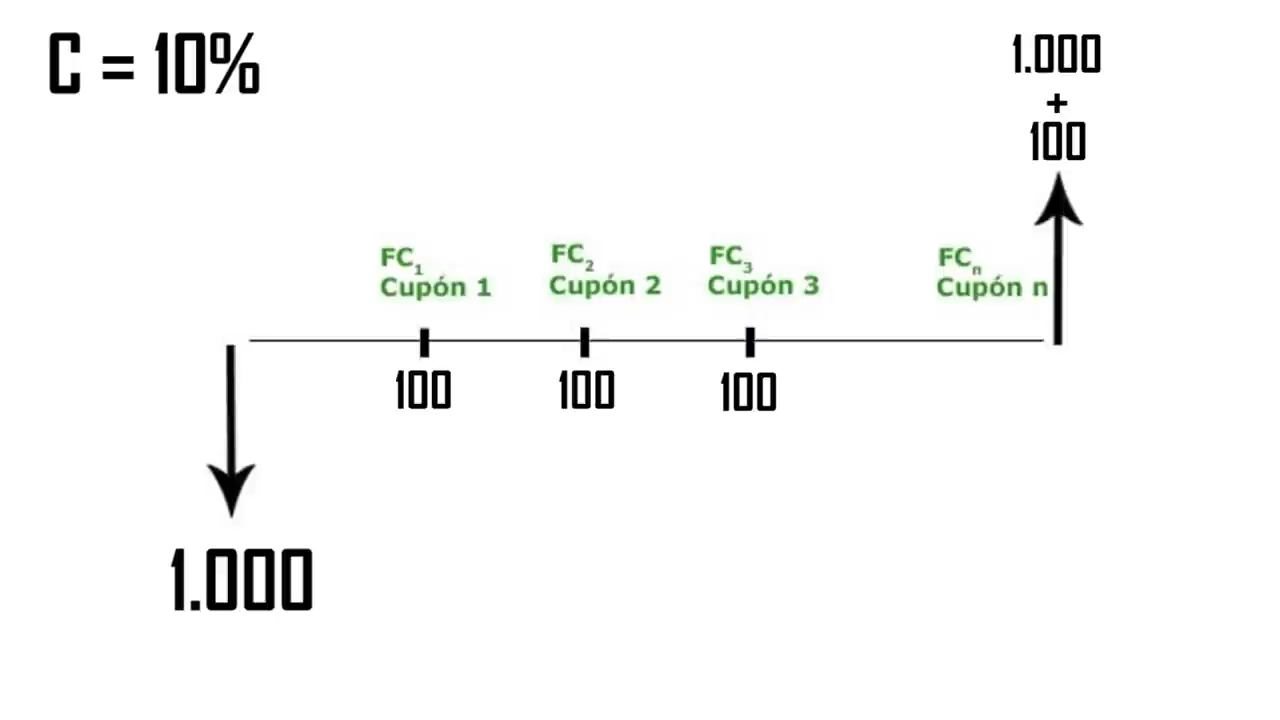 C = 10%
1.000
+
100
FC₁
Cupón 1
FC₂
Cupón 2
FC₃
Cupón 3
FCₙ
Cupón n
100
100
100
1.000